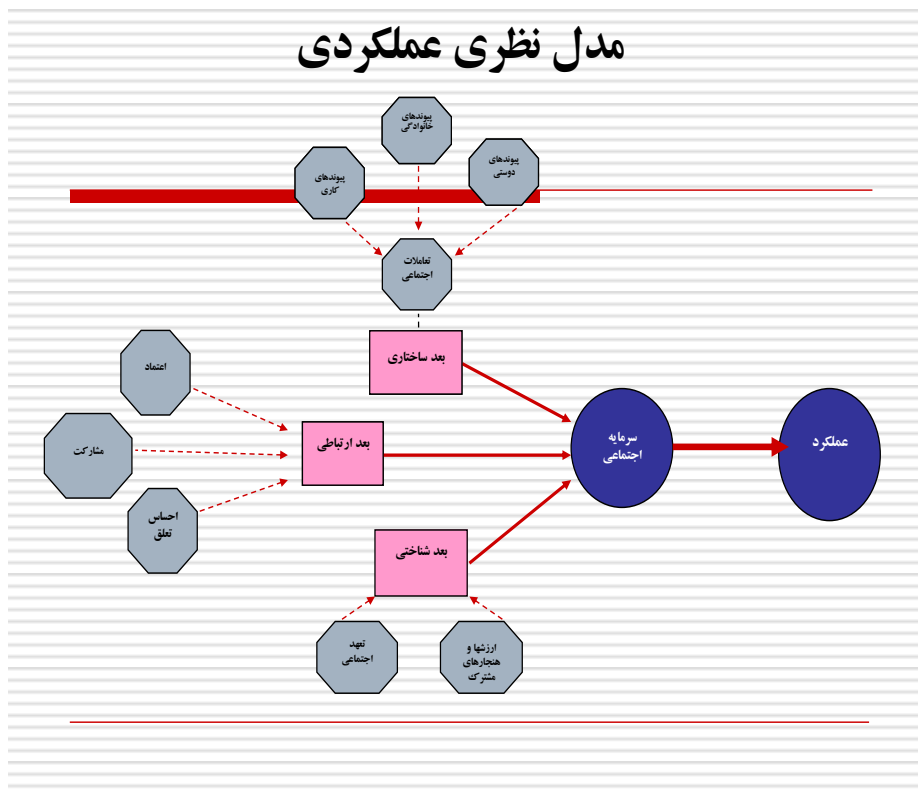 مدل نظری عملکردی
پیوندهای
خانوادگی
پیوندهای
دوستی
پیوندهای
کاری
تعاملات
اجتماعی
بعد ساختاری
اعتماد
مشارکت
احساس
تعلق
بعد ارتباطی
سرمایه
اجتماعی
عملکرد
بعد شناختی
تعهد
اجتماعی
ارزشها و
هنجارهای
مشترک